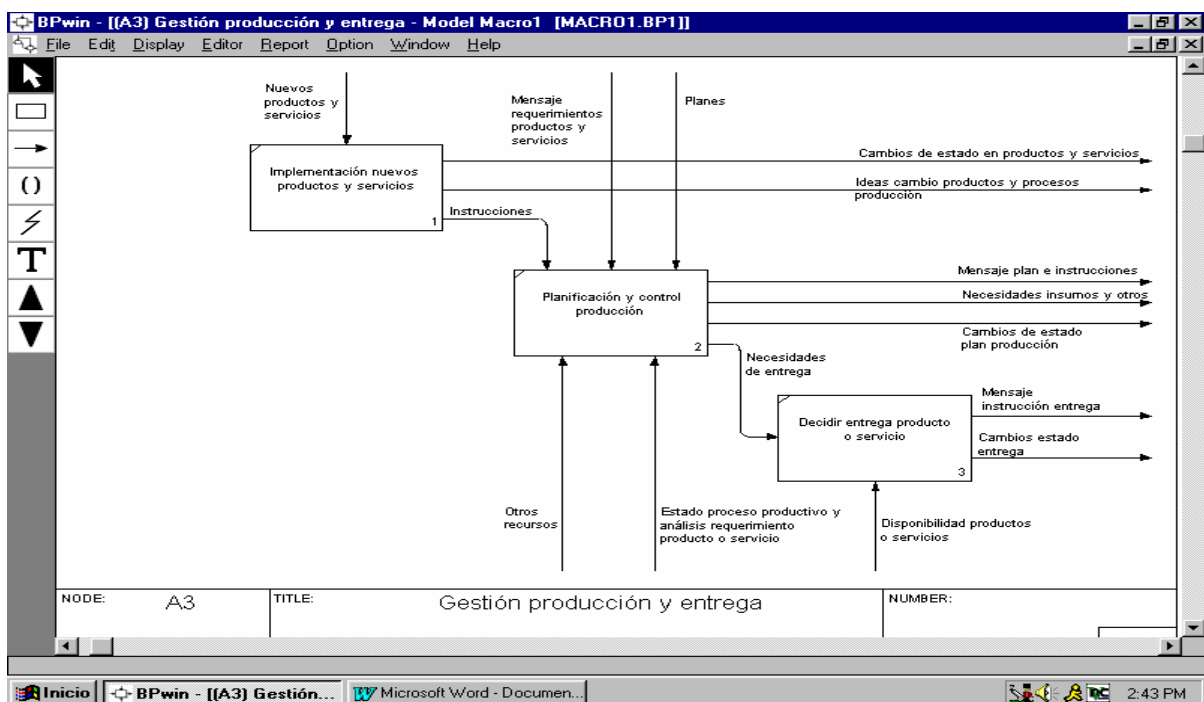 BPwin - [(A3) Gestión producción y entrega - Model Macro1 [MACRO1.BP1]]
File Edit Display Editor Report Option Window Help
Nuevos
productos y
servicios
Mensaje
requerimientos
productos y
servicios
Planes
Implementación nuevos
productos y servicios
1
Cambios de estado en productos y servicios
Ideas cambio productos y procesos
producción
Instrucciones
Planificación y control
producción
2
Mensaje plan e instrucciones
Necesidades insumos y otros
Cambios de estado
plan producción
Necesidades
de entrega
Decidir entrega producto
o servicio
3
Mensaje
instrucción entrega
Cambios estado
entrega
Otros
recursos
Estado proceso productivo y
análisis requerimiento
producto o servicio
Disponibilidad productos
o servicios
NODE: A3
TITLE: Gestión producción y entrega
NUMBER:
()
T
Inicio
BPwin - [(A3) Gestión...
Microsoft Word - Documen...
2:43 PM